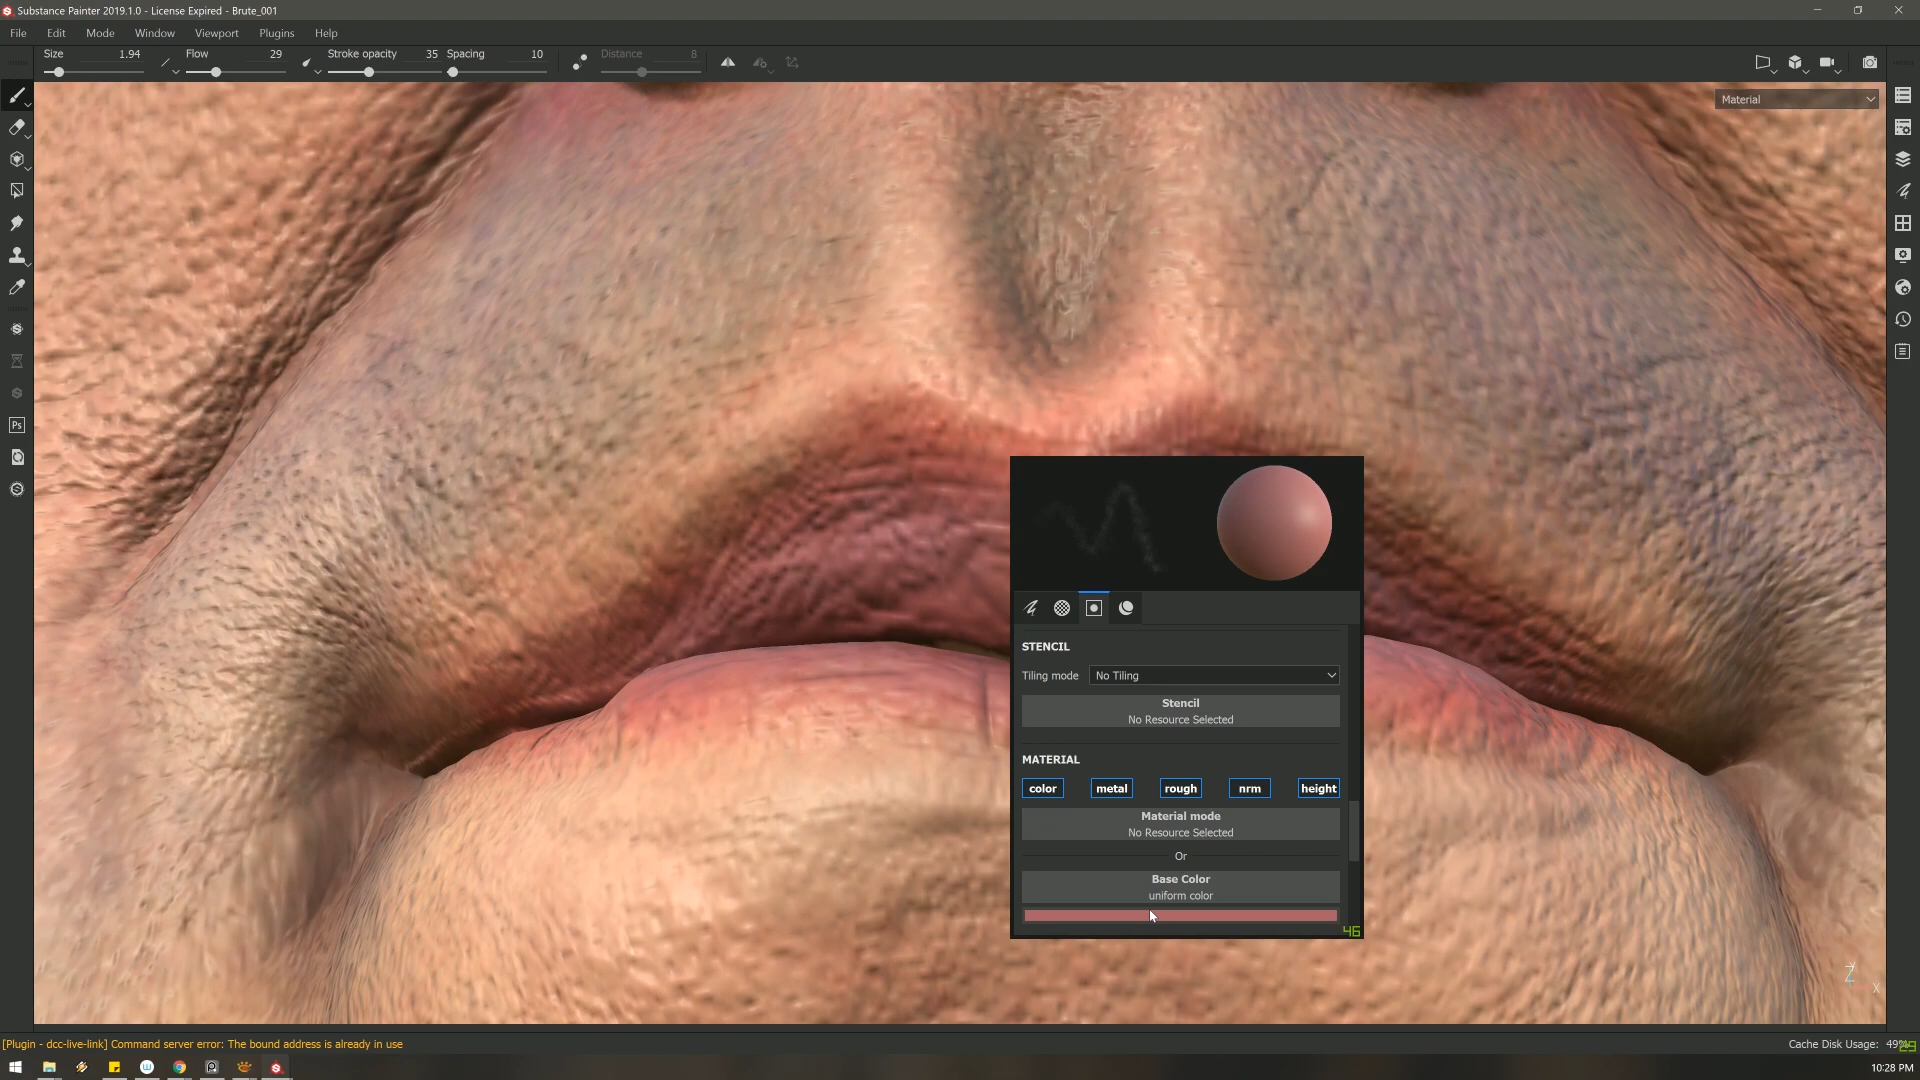 Substance Painter 2019.1.0 - License Expired - Brute_001
File Edit Mode Window Viewport Plugins Help
Size 1.94 Flow 29 Stroke opacity 35 Spacing 10 Distance 8
Material
Ps
STENCIL
Tiling mode No Tiling
Stencil
No Resource Selected
MATERIAL
color metal rough nrm height
Material mode
No Resource Selected
Or
Base Color
uniform color
46
Y
Z
X
[Plugin - dcc-live-link] Command server error: The bound address is already in use
Cache Disk Usage: 49%
29
10:28 PM